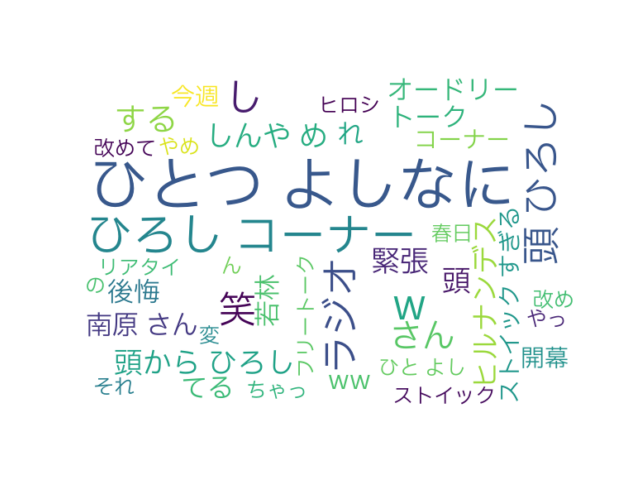 今週
し
ヒロシ
オードリー
する
トーク
しんや め れ
コーナー
改めて
やめ
頭 ひろし
ひとつ よしなに
ひろし コーナー
春日
ヒルナンデス
ストイック すぎる
リアタイ
ん
緊張
頭
の
後悔
笑
若林
フリートーク
ラジオ
w
改め
南原 さん
変
さん
やっ
頭から ひろし
ひと よし
開幕
それ
てる
ちゃっ
ww
ストイック